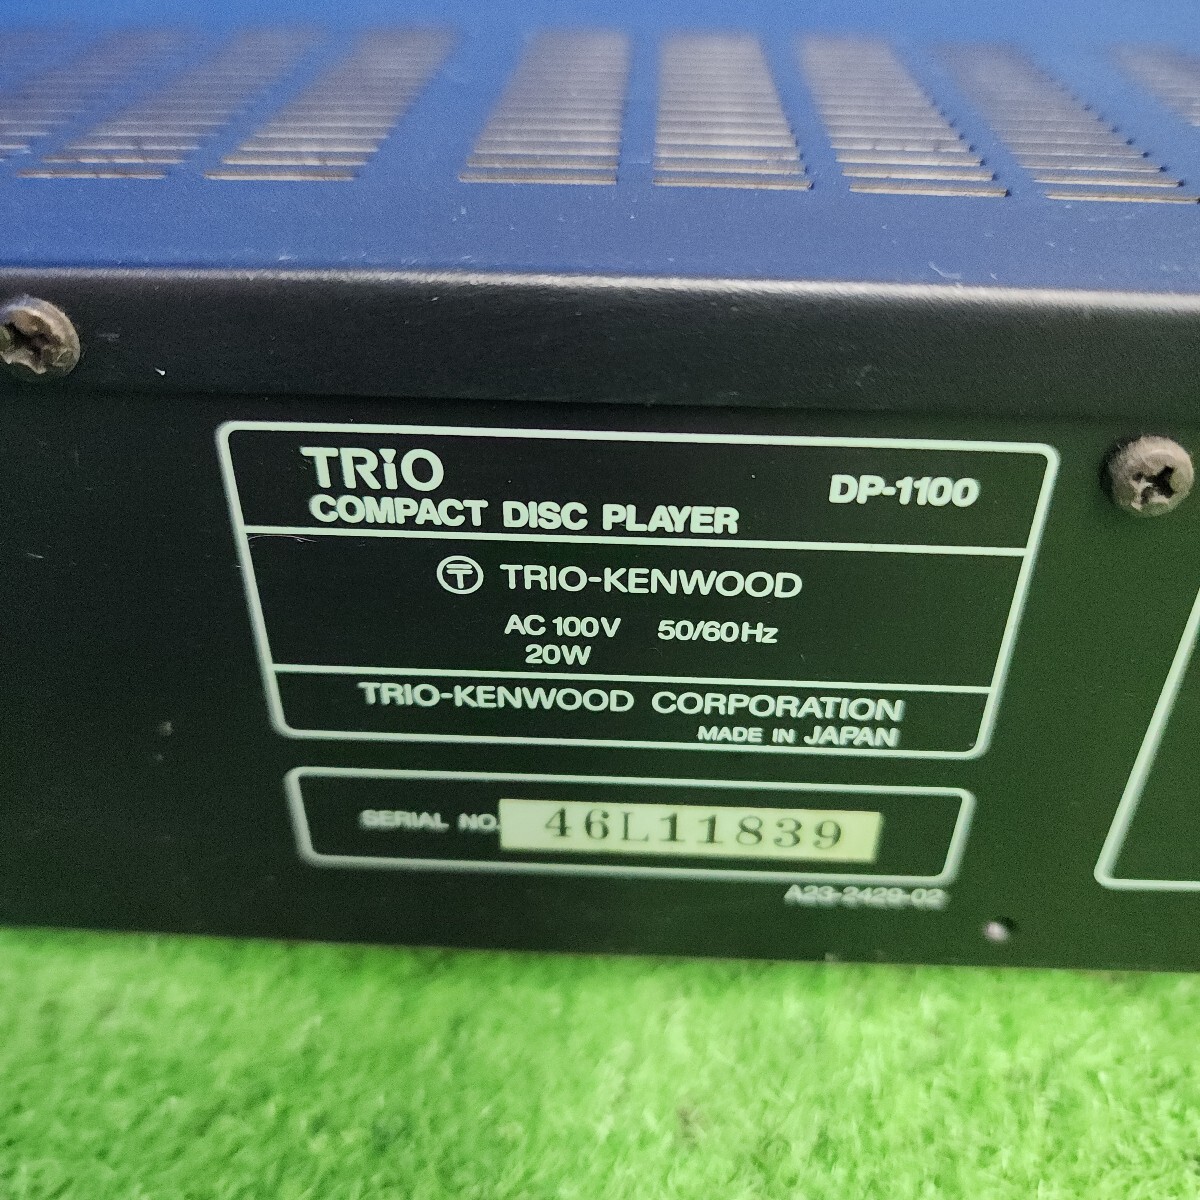 TRiO
DP-1100
COMPACT DISC PLAYER
TRIO-KENWOOD
AC 100V 50/60Hz
20W
TRIO-KENWOOD CORPORATION
MADE IN JAPAN
SERIAL NO. 46L11839
A23-2429-02